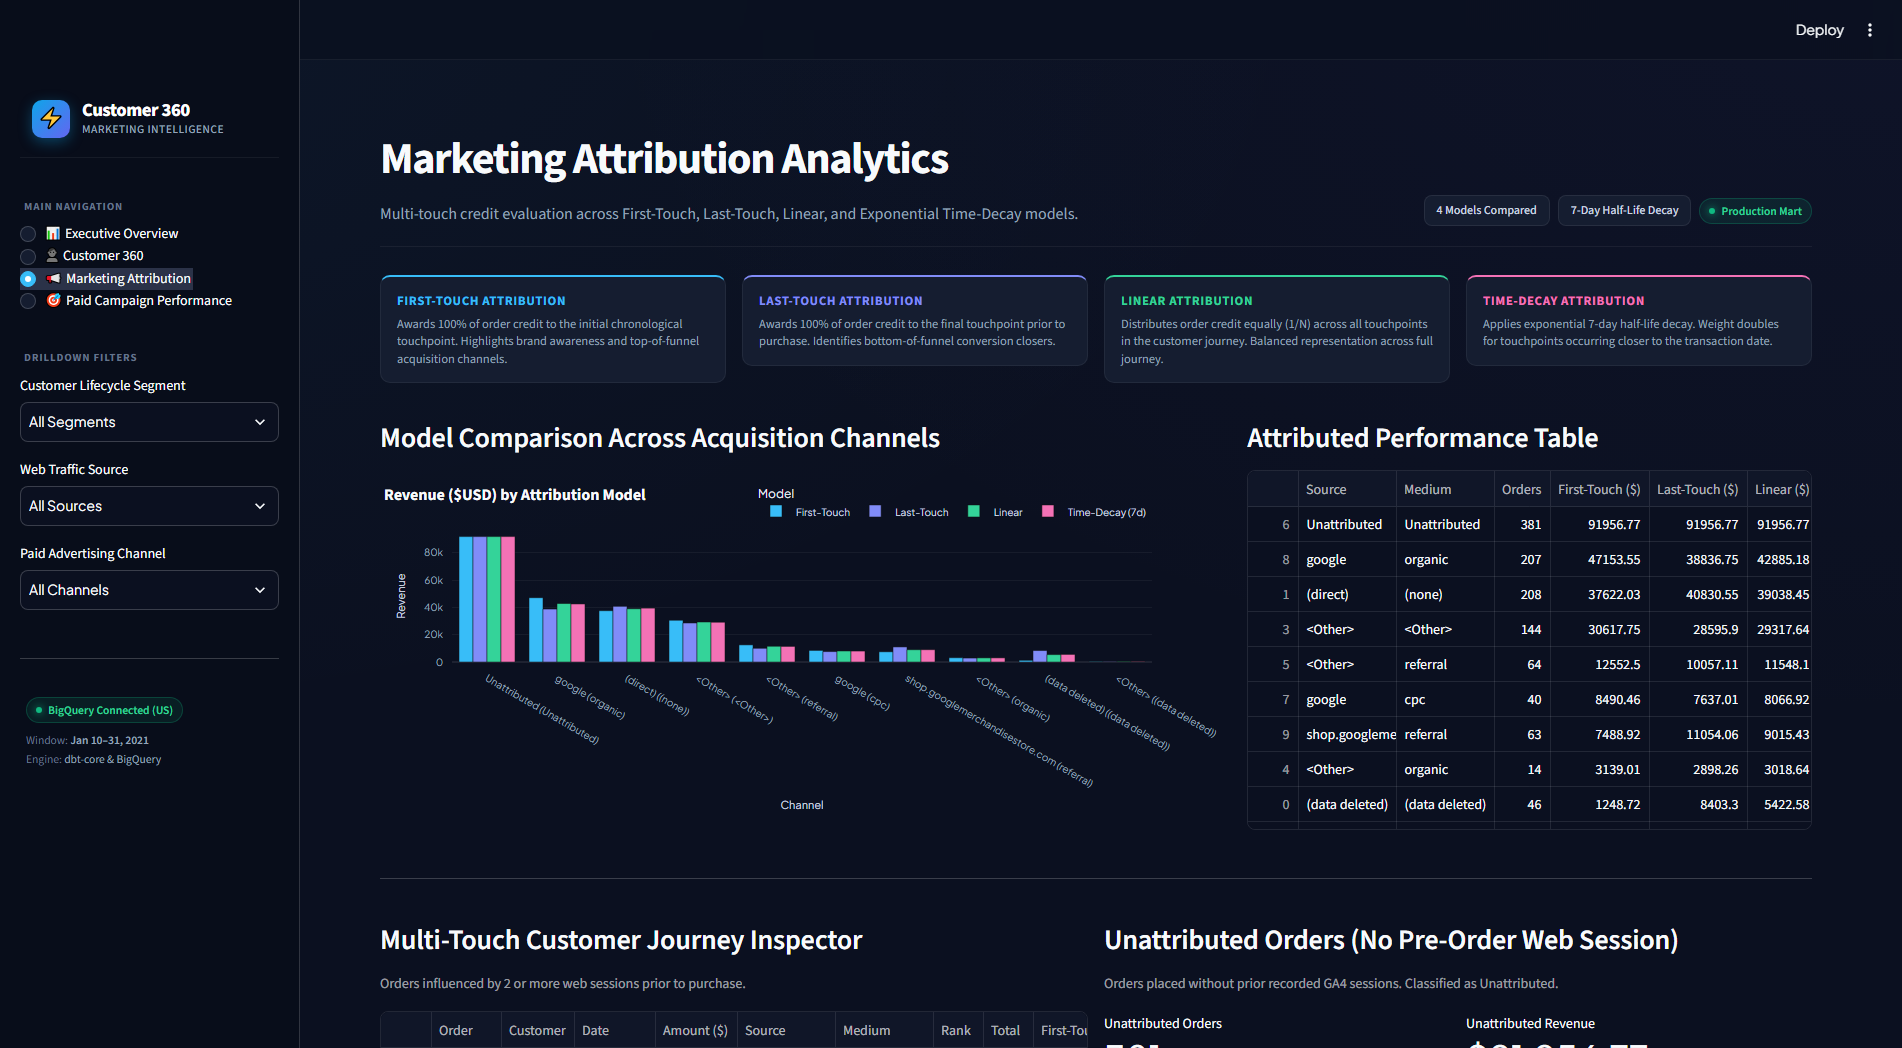 Deploy
Customer 360
MARKETING INTELLIGENCE
MAIN NAVIGATION
Executive Overview
Customer 360
Marketing Attribution
Paid Campaign Performance
DRILLDOWN FILTERS
Customer Lifecycle Segment
All Segments
Web Traffic Source
All Sources
Paid Advertising Channel
All Channels
BigQuery Connected (US)
Window: Jan 10–31, 2021
Engine: dbt-core & BigQuery
Marketing Attribution Analytics
Multi-touch credit evaluation across First-Touch, Last-Touch, Linear, and Exponential Time-Decay models.
4 Models Compared
7-Day Half-Life Decay
Production Mart
FIRST-TOUCH ATTRIBUTION
Awards 100% of order credit to the initial chronological
touchpoint. Highlights brand awareness and top-of-funnel
acquisition channels.
LAST-TOUCH ATTRIBUTION
Awards 100% of order credit to the final touchpoint prior to
purchase. Identifies bottom-of-funnel conversion closers.
LINEAR ATTRIBUTION
Distributes order credit equally (1/N) across all touchpoints
in the customer journey. Balanced representation across full
journey.
TIME-DECAY ATTRIBUTION
Applies exponential 7-day half-life decay. Weight doubles
for touchpoints occurring closer to the transaction date.
Model Comparison Across Acquisition Channels
Revenue ($USD) by Attribution Model
Model
First-Touch Last-Touch Linear Time-Decay (7d)
Revenue
80k
60k
40k
20k
0
Unattributed (Unattributed)
google (organic)
(direct) ((none))
<Other> (<Other>)
<Other> (referral)
google (cpc)
shop.googlemerchandisestore.com (referral)
<Other> (organic)
(data deleted) ((data deleted))
<Other> ((data deleted))
Channel
Attributed Performance Table
Source Medium Orders First-Touch ($) Last-Touch ($) Linear ($)
6 Unattributed Unattributed 381 91956.77 91956.77 91956.77
8 google organic 207 47153.55 38836.75 42885.18
1 (direct) (none) 208 37622.03 40830.55 39038.45
3 <Other> <Other> 144 30617.75 28595.9 29317.64
5 <Other> referral 64 12552.5 10057.11 11548.1
7 google cpc 40 8490.46 7637.01 8066.92
9 shop.googleme referral 63 7488.92 11054.06 9015.43
4 <Other> organic 14 3139.01 2898.26 3018.64
0 (data deleted) (data deleted) 46 1248.72 8403.3 5422.58
Multi-Touch Customer Journey Inspector
Orders influenced by 2 or more web sessions prior to purchase.
Order Customer Date Amount ($) Source Medium Rank Total First-Tou
Unattributed Orders (No Pre-Order Web Session)
Orders placed without prior recorded GA4 sessions. Classified as Unattributed.
Unattributed Orders
Unattributed Revenue